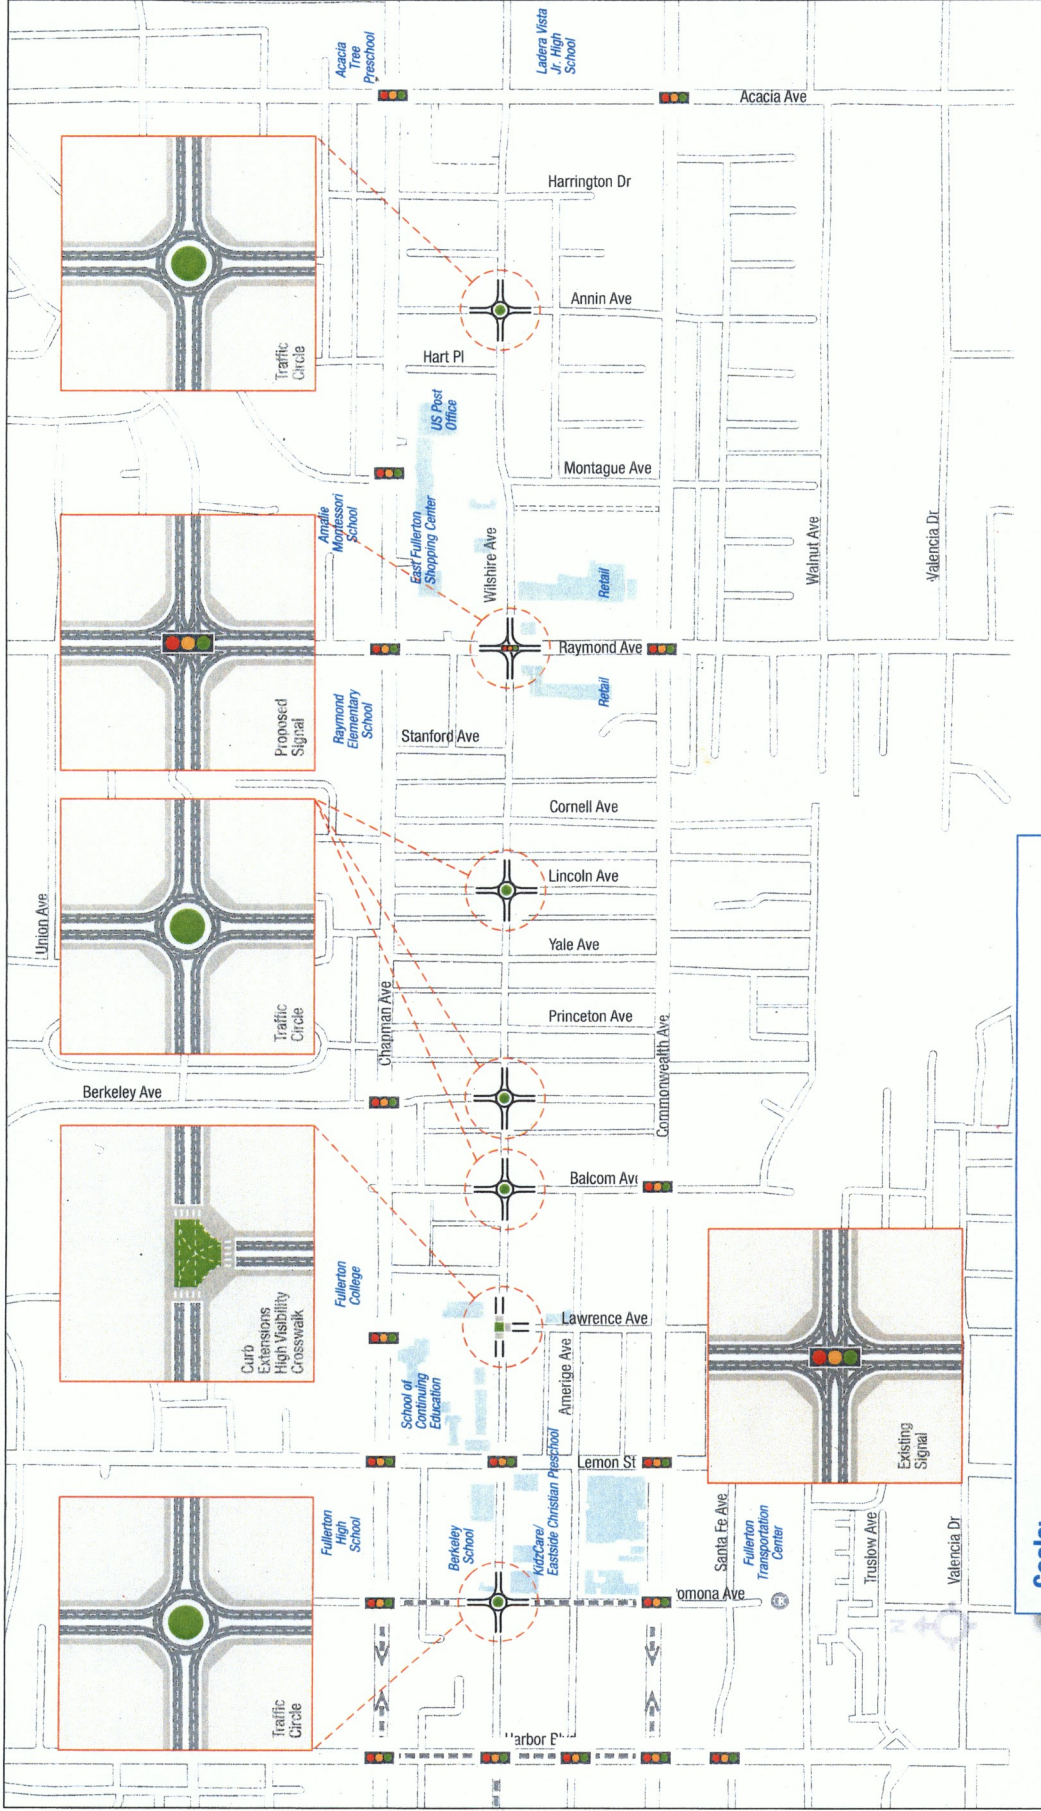 Acacia
Tree
Preschool
Ladera Vista
Jr. High
School
Acacia Ave
Harrington Dr
Traffic
Circle
Annin Ave
Hart Pl
US Post
Office
Montague Ave
Amalie
Montessori
School
East Fullerton
Shopping Center
Wilshire Ave
Retail
Walnut Ave
Valencia Dr
Proposed
Signal
Raymond Ave
Raymond
Elementary
School
Retail
Stanford Ave
Cornell Ave
Lincoln Ave
Union Ave
Yale Ave
Traffic
Circle
Chapman Ave
Princeton Ave
Commonwealth Ave
Berkeley Ave
Balcom Ave
Curb
Extensions
High Visibility
Crosswalk
Fullerton
College
Lawrence Ave
School of
Continuing
Education
Amerige Ave
Lemon St
Existing
Signal
Fullerton
High
School
Berkeley
School
KidzCare/
Eastside Christian Preschool
Santa Fe Ave
Fullerton
Transportation
Center
Truslow Ave
Valencia Dr
omona Ave
Traffic
Circle
Harbor
N